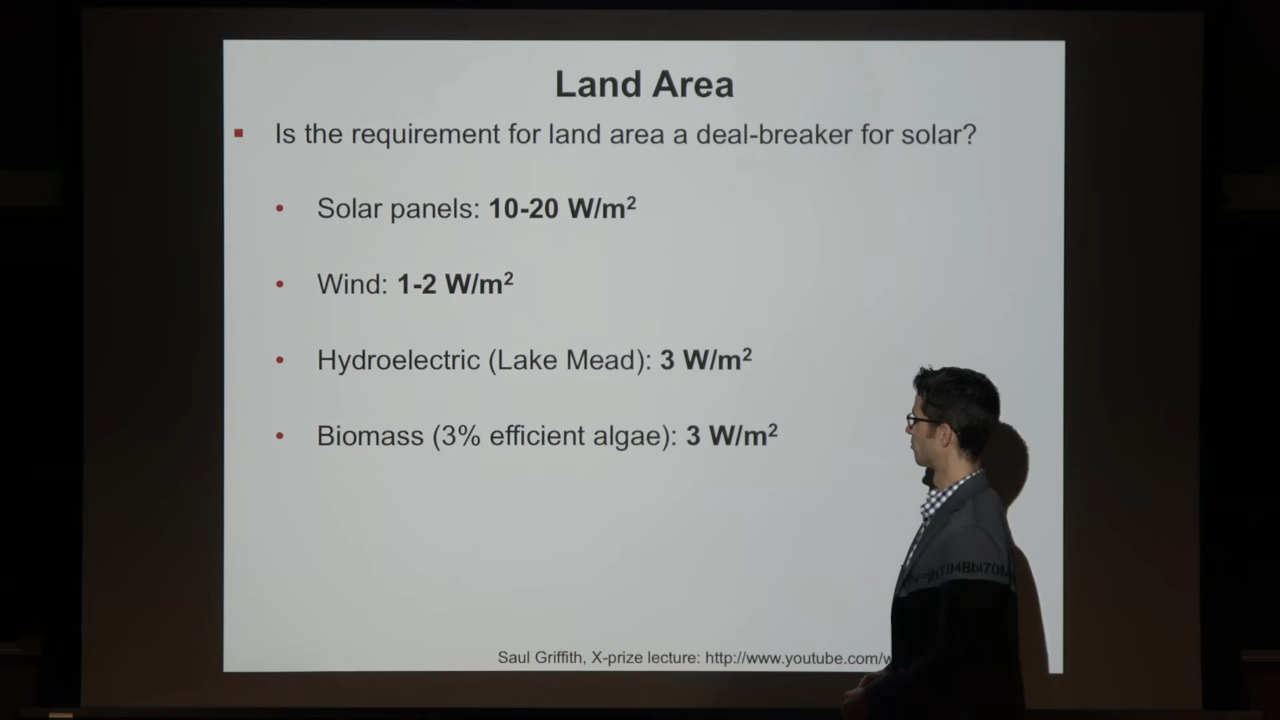 Land Area
Is the requirement for land area a deal-breaker for solar?
Solar panels: 10-20 W/m²
Wind: 1-2 W/m²
Hydroelectric (Lake Mead): 3 W/m²
Biomass (3% efficient algae): 3 W/m²
Saul Griffith, X-prize lecture: http://www.youtube.com/w